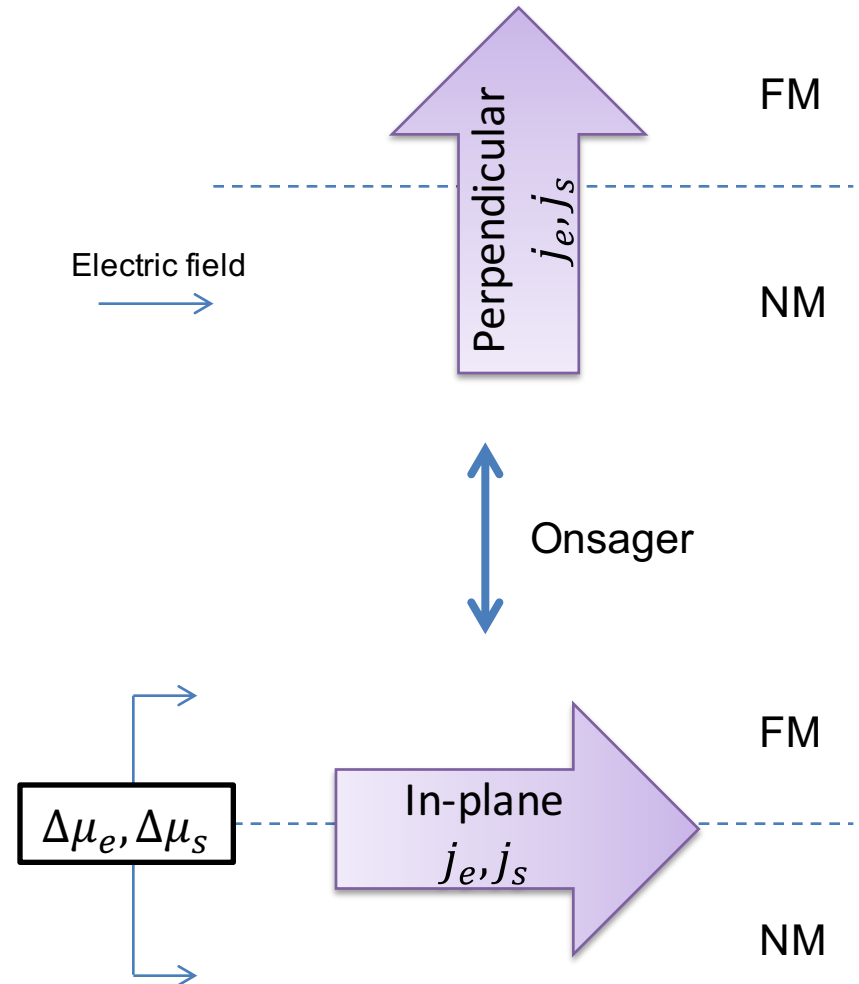 FM
Perpendicular
j_e, j_s
Electric field
NM
Onsager
FM
In-plane
j_e, j_s
Δμ_e, Δμ_s
NM